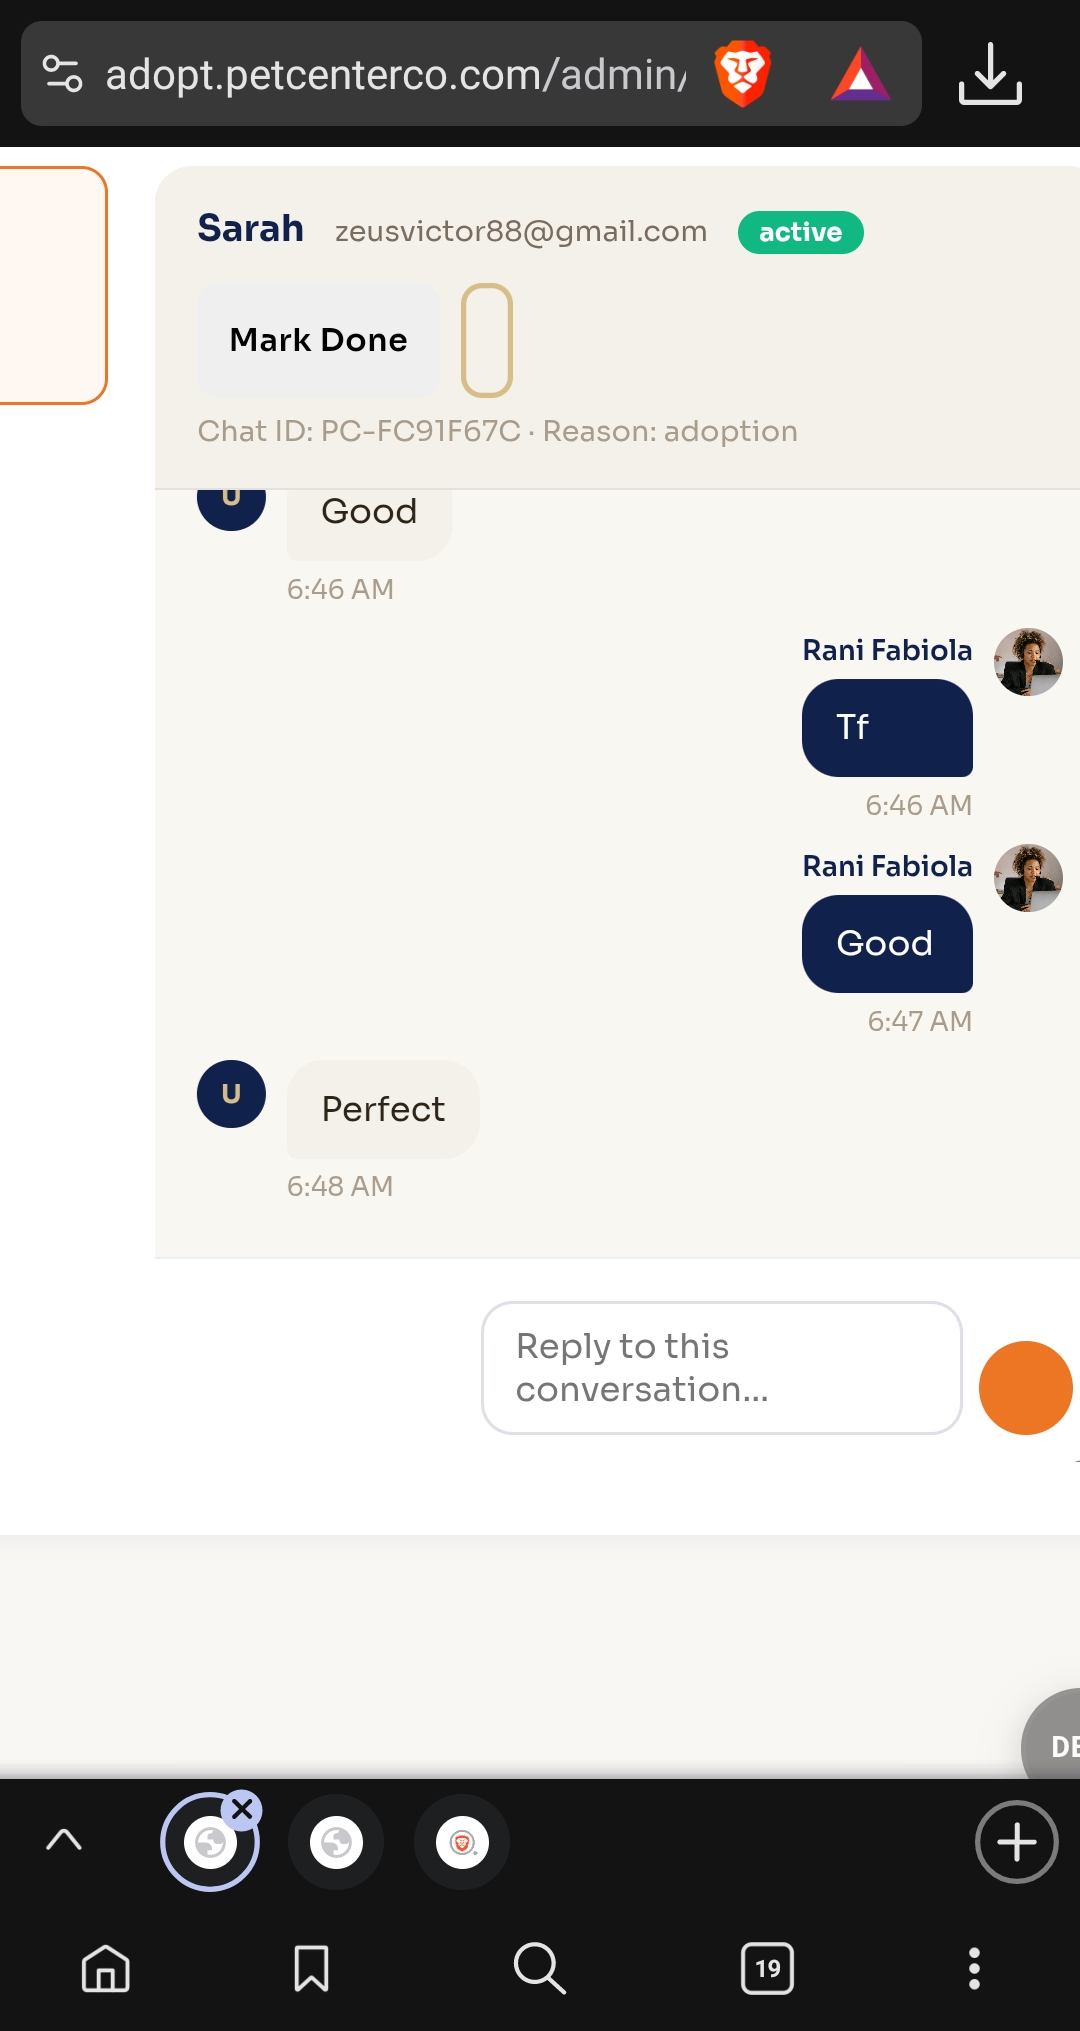 adopt.petcenterco.com/admin/
Sarah zeusvictor88@gmail.com active
Mark Done
Chat ID: PC-FC91F67C · Reason: adoption
U Good
6:46 AM
Rani Fabiola
Tf
6:46 AM
Rani Fabiola
Good
6:47 AM
U Perfect
6:48 AM
Reply to this
conversation...
DE
19